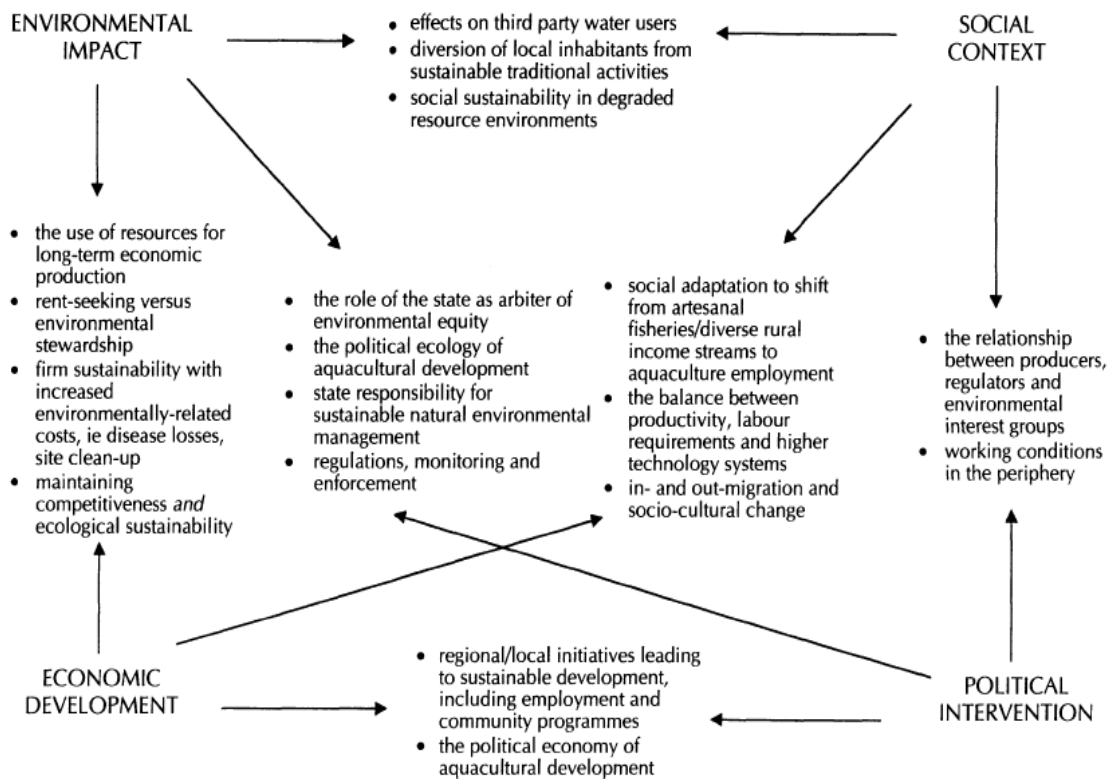 ENVIRONMENTAL
IMPACT
• effects on third party water users
• diversion of local inhabitants from
sustainable traditional activities
• social sustainability in degraded
resource environments
SOCIAL
CONTEXT
• the use of resources for
long-term economic
production
• rent-seeking versus
environmental
stewardship
• firm sustainability with
increased
environmentally-related
costs, ie disease losses,
site clean-up
• maintaining
competitiveness and
ecological sustainability
• the role of the state as arbiter of
environmental equity
• the political ecology of
aquacultural development
• state responsibility for
sustainable natural environmental
management
• regulations, monitoring and
enforcement
• social adaptation to shift
from artesanal
fisheries/diverse rural
income streams to
aquaculture employment
• the balance between
productivity, labour
requirements and higher
technology systems
• in- and out-migration and
socio-cultural change
• the relationship
between producers,
regulators and
environmental
interest groups
• working conditions
in the periphery
ECONOMIC
DEVELOPMENT
• regional/local initiatives leading
to sustainable development,
including employment and
community programmes
• the political economy of
aquacultural development
POLITICAL
INTERVENTION